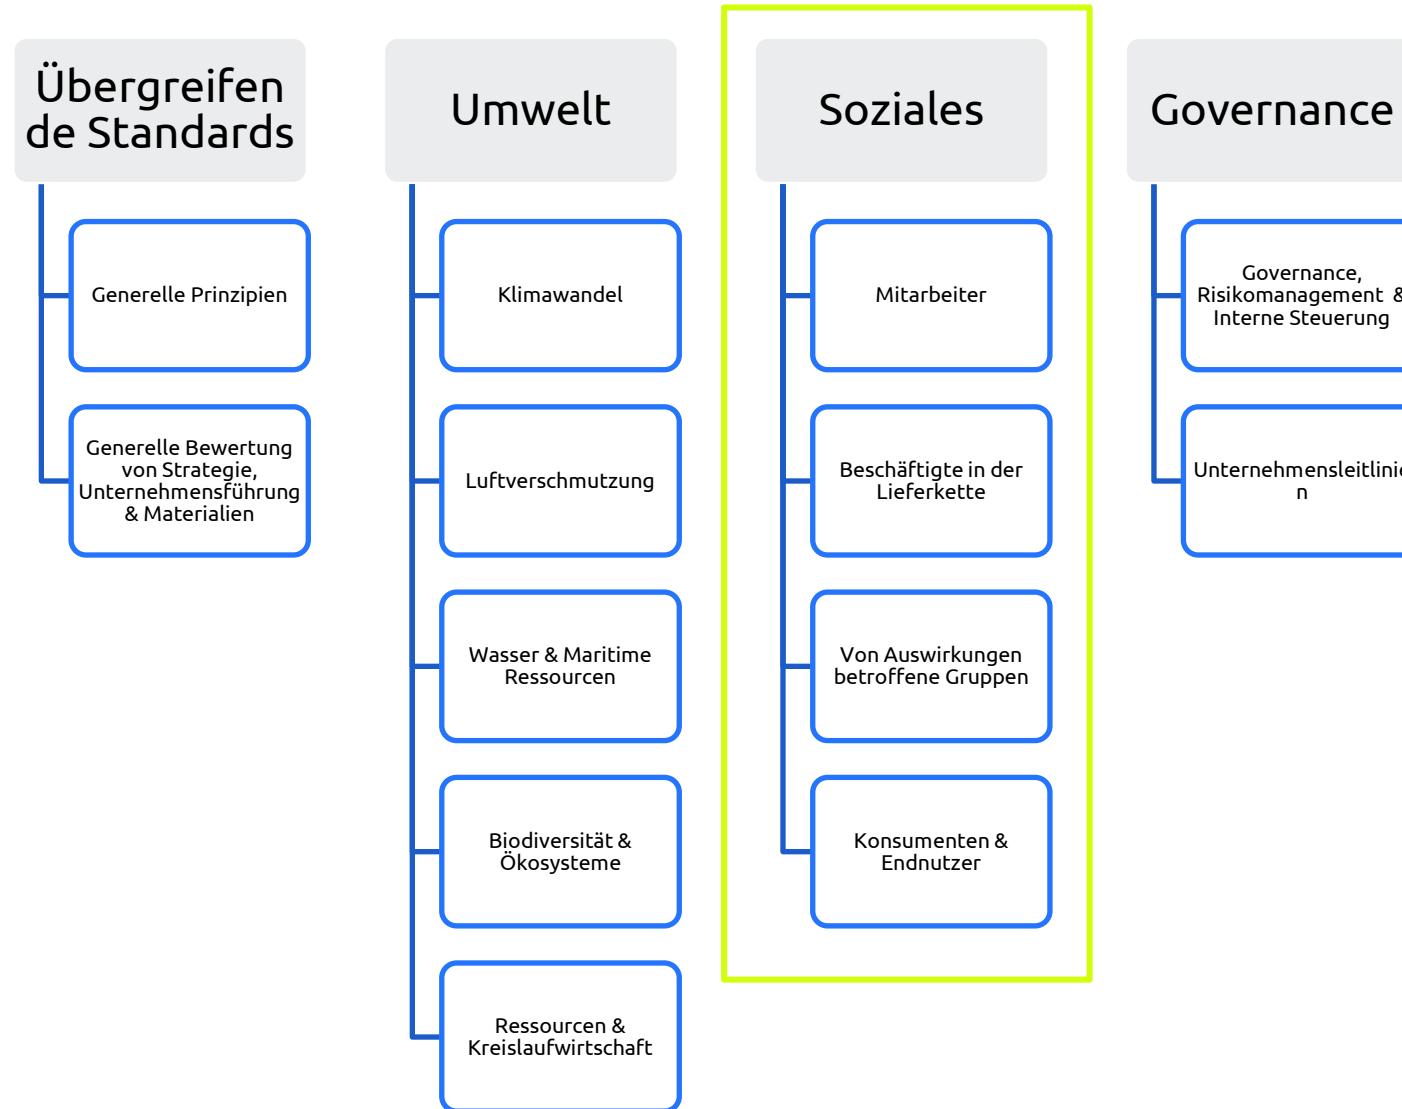 Übergreifen
de Standards
Generelle Prinzipien
Generelle Bewertung
von Strategie,
Unternehmensführung
& Materialien
Umwelt
Klimawandel
Luftverschmutzung
Wasser & Maritime
Ressourcen
Biodiversität &
Ökosysteme
Ressourcen &
Kreislaufwirtschaft
Soziales
Mitarbeiter
Beschäftigte in der
Lieferkette
Von Auswirkungen
betroffene Gruppen
Konsumenten &
Endnutzer
Governance
Governance,
Risikomanagement &
Interne Steuerung
Unternehmensleitlinie
n